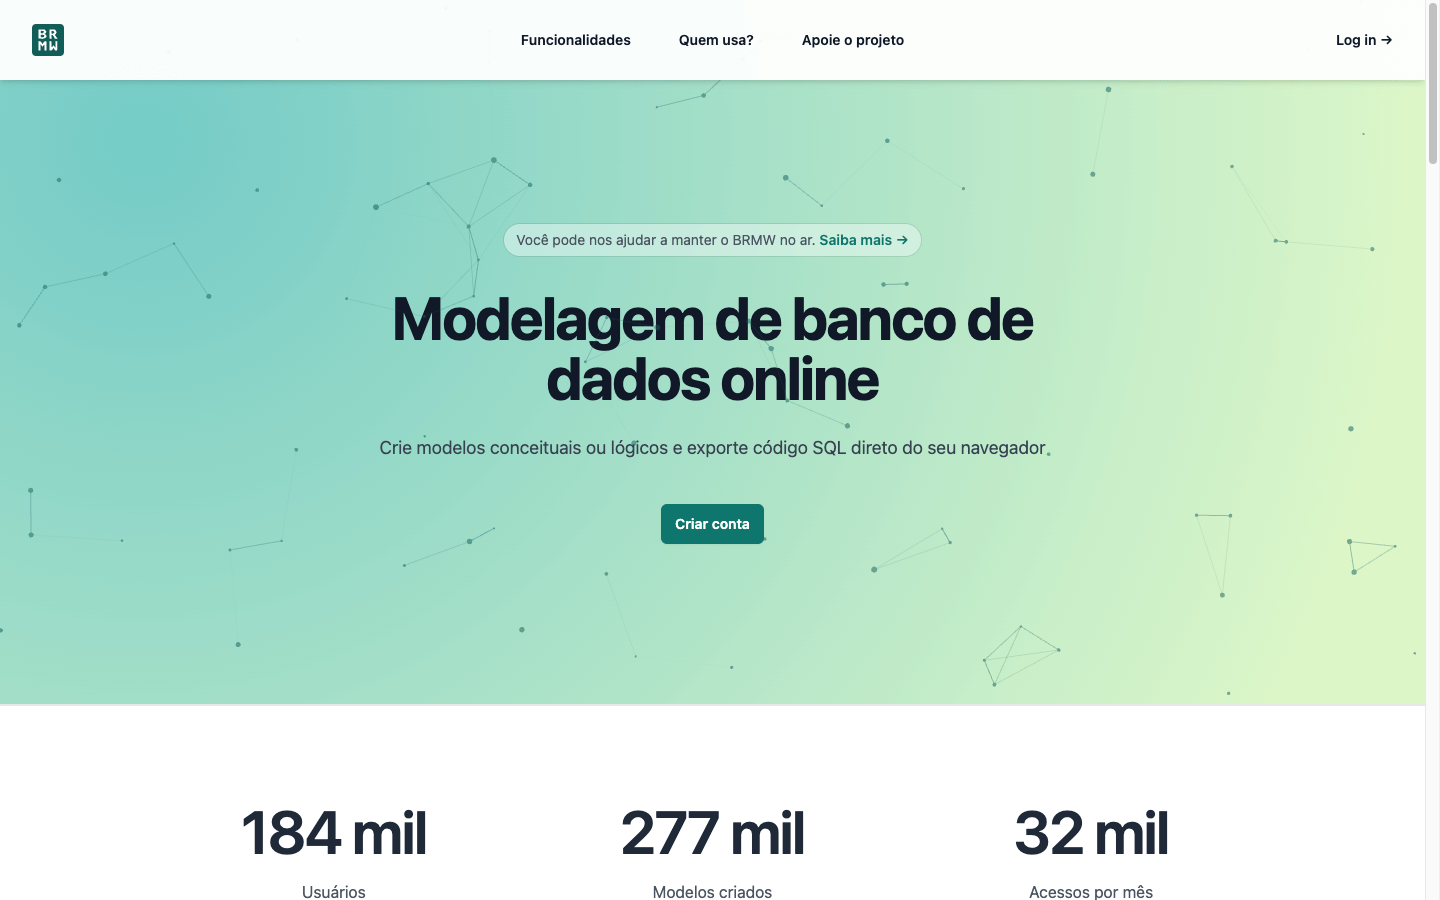 BR
MW
Funcionalidades
Quem usa?
Apoie o projeto
Log in →
Você pode nos ajudar a manter o BRMW no ar. Saiba mais →
Modelagem de banco de
dados online
Crie modelos conceituais ou lógicos e exporte código SQL direto do seu navegador.
Criar conta
184 mil
277 mil
32 mil
Usuários
Modelos criados
Acessos por mês